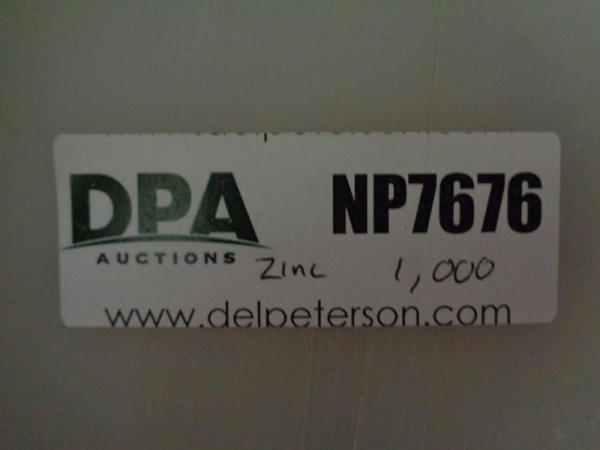 DPA
AUCTIONS
NP7676
Zinc 1,000
www.delpeterson.com